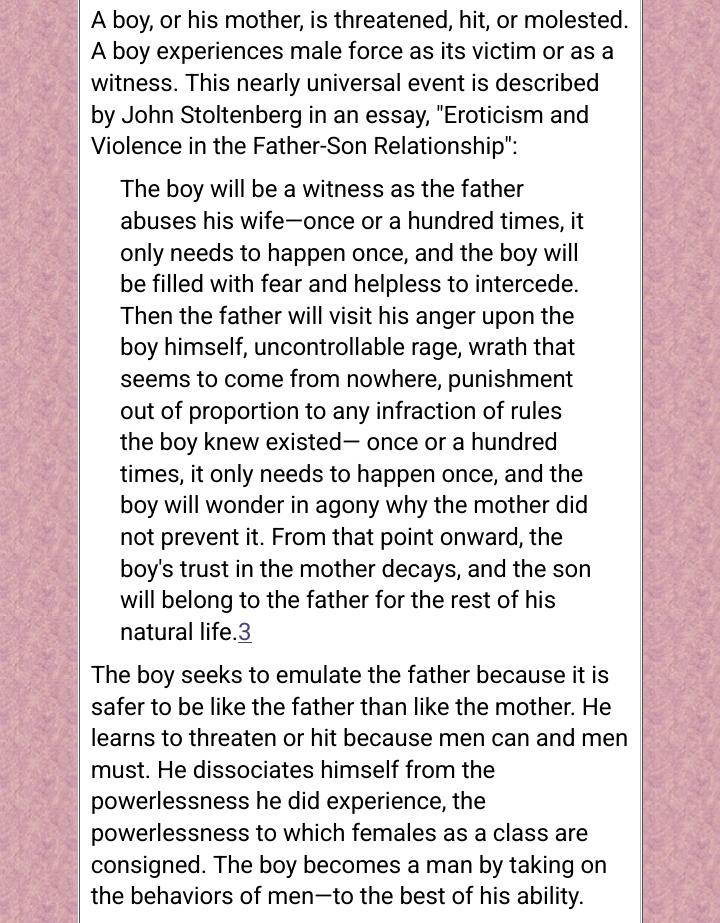 A boy, or his mother, is threatened, hit, or molested.
A boy experiences male force as its victim or as a
witness. This nearly universal event is described
by John Stoltenberg in an essay, "Eroticism and
Violence in the Father-Son Relationship":
The boy will be a witness as the father
abuses his wife—once or a hundred times, it
only needs to happen once, and the boy will
be filled with fear and helpless to intercede.
Then the father will visit his anger upon the
boy himself, uncontrollable rage, wrath that
seems to come from nowhere, punishment
out of proportion to any infraction of rules
the boy knew existed— once or a hundred
times, it only needs to happen once, and the
boy will wonder in agony why the mother did
not prevent it. From that point onward, the
boy's trust in the mother decays, and the son
will belong to the father for the rest of his
natural life.3
The boy seeks to emulate the father because it is
safer to be like the father than like the mother. He
learns to threaten or hit because men can and men
must. He dissociates himself from the
powerlessness he did experience, the
powerlessness to which females as a class are
consigned. The boy becomes a man by taking on
the behaviors of men—to the best of his ability.